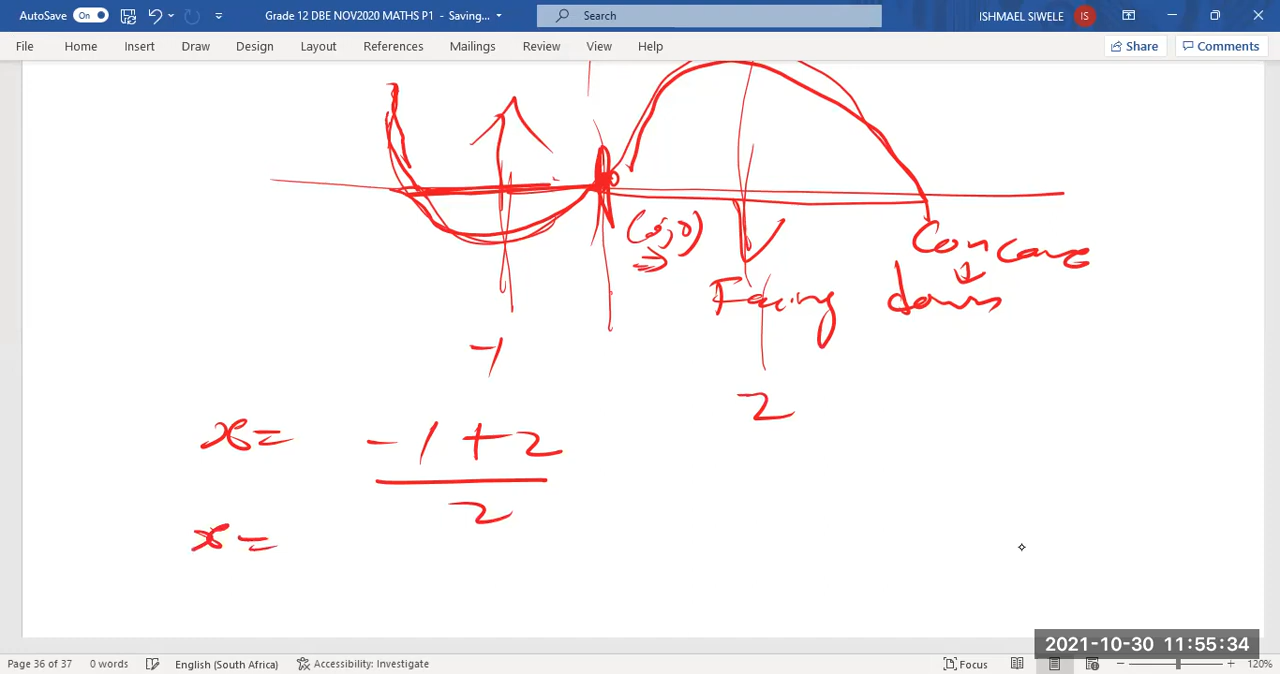 AutoSave On Grade 12 DBE NOV2020 MATHS P1 - Saving... Search ISHMAEL SIWELE IS
File Home Insert Draw Design Layout References Mailings Review View Help Share Comments
Concave
Facing down
-1
2
x = -1 + 2
2
x =
2021-10-30 11:55:34
Page 36 of 37 0 words English (South Africa) Accessibility: Investigate Focus 120%